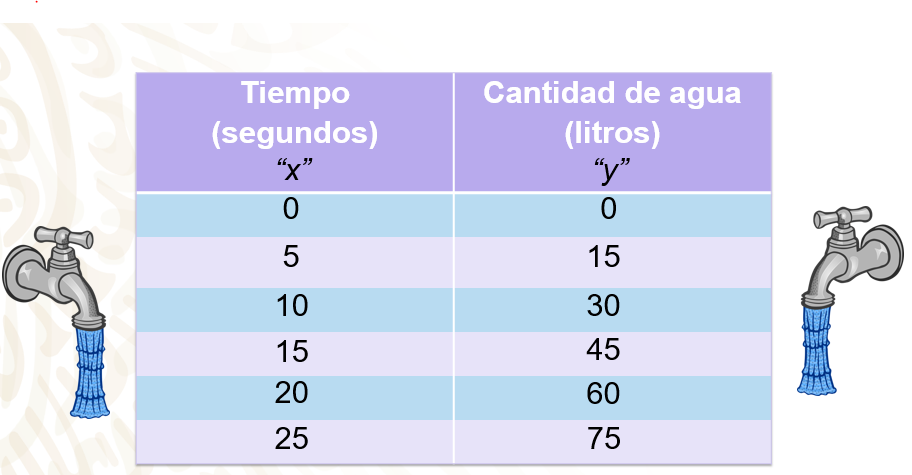 Tiempo
(segundos)
“x”
Cantidad de agua
(litros)
“y”
0 0
5 15
10 30
15 45
20 60
25 75